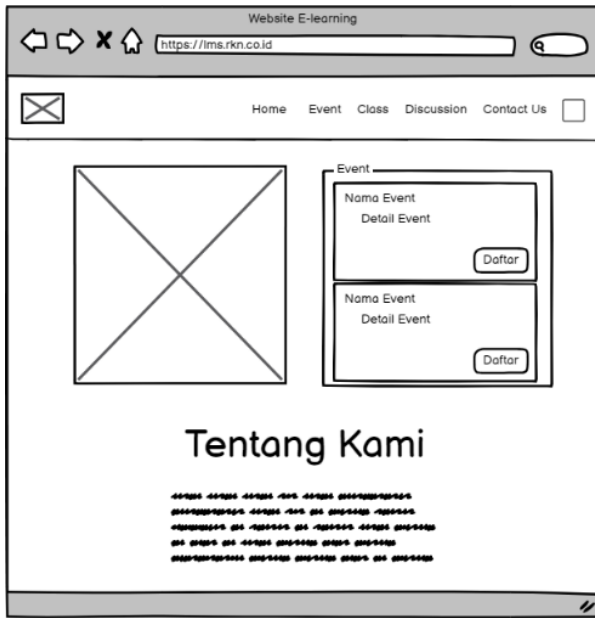 Website E-learning
https://lms.rkn.co.id
Home Event Class Discussion Contact Us
Event
Nama Event
Detail Event
Daftar
Nama Event
Detail Event
Daftar
Tentang Kami